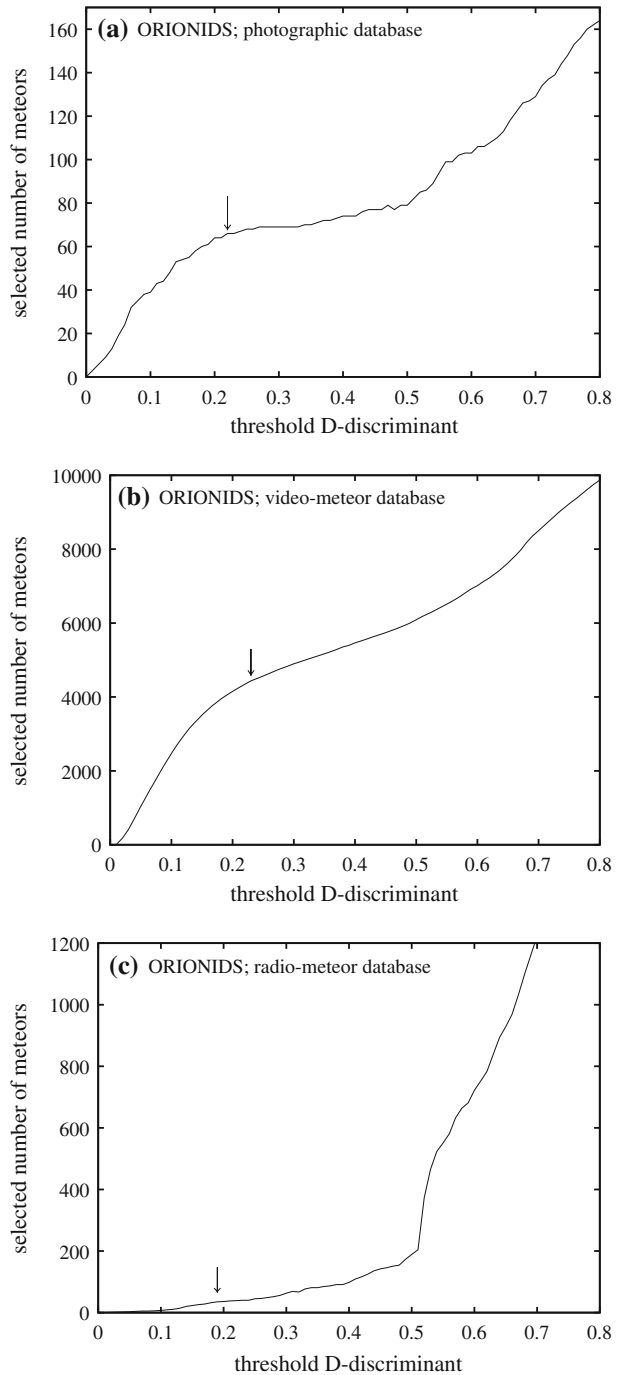 (a) ORIONIDS; photographic database
selected number of meteors
160
140
120
100
80
60
40
20
0
0 0.1 0.2 0.3 0.4 0.5 0.6 0.7 0.8
threshold D-discriminant
(b) ORIONIDS; video-meteor database
selected number of meteors
10000
8000
6000
4000
2000
0
0 0.1 0.2 0.3 0.4 0.5 0.6 0.7 0.8
threshold D-discriminant
(c) ORIONIDS; radio-meteor database
selected number of meteors
1200
1000
800
600
400
200
0
0 0.1 0.2 0.3 0.4 0.5 0.6 0.7 0.8
threshold D-discriminant